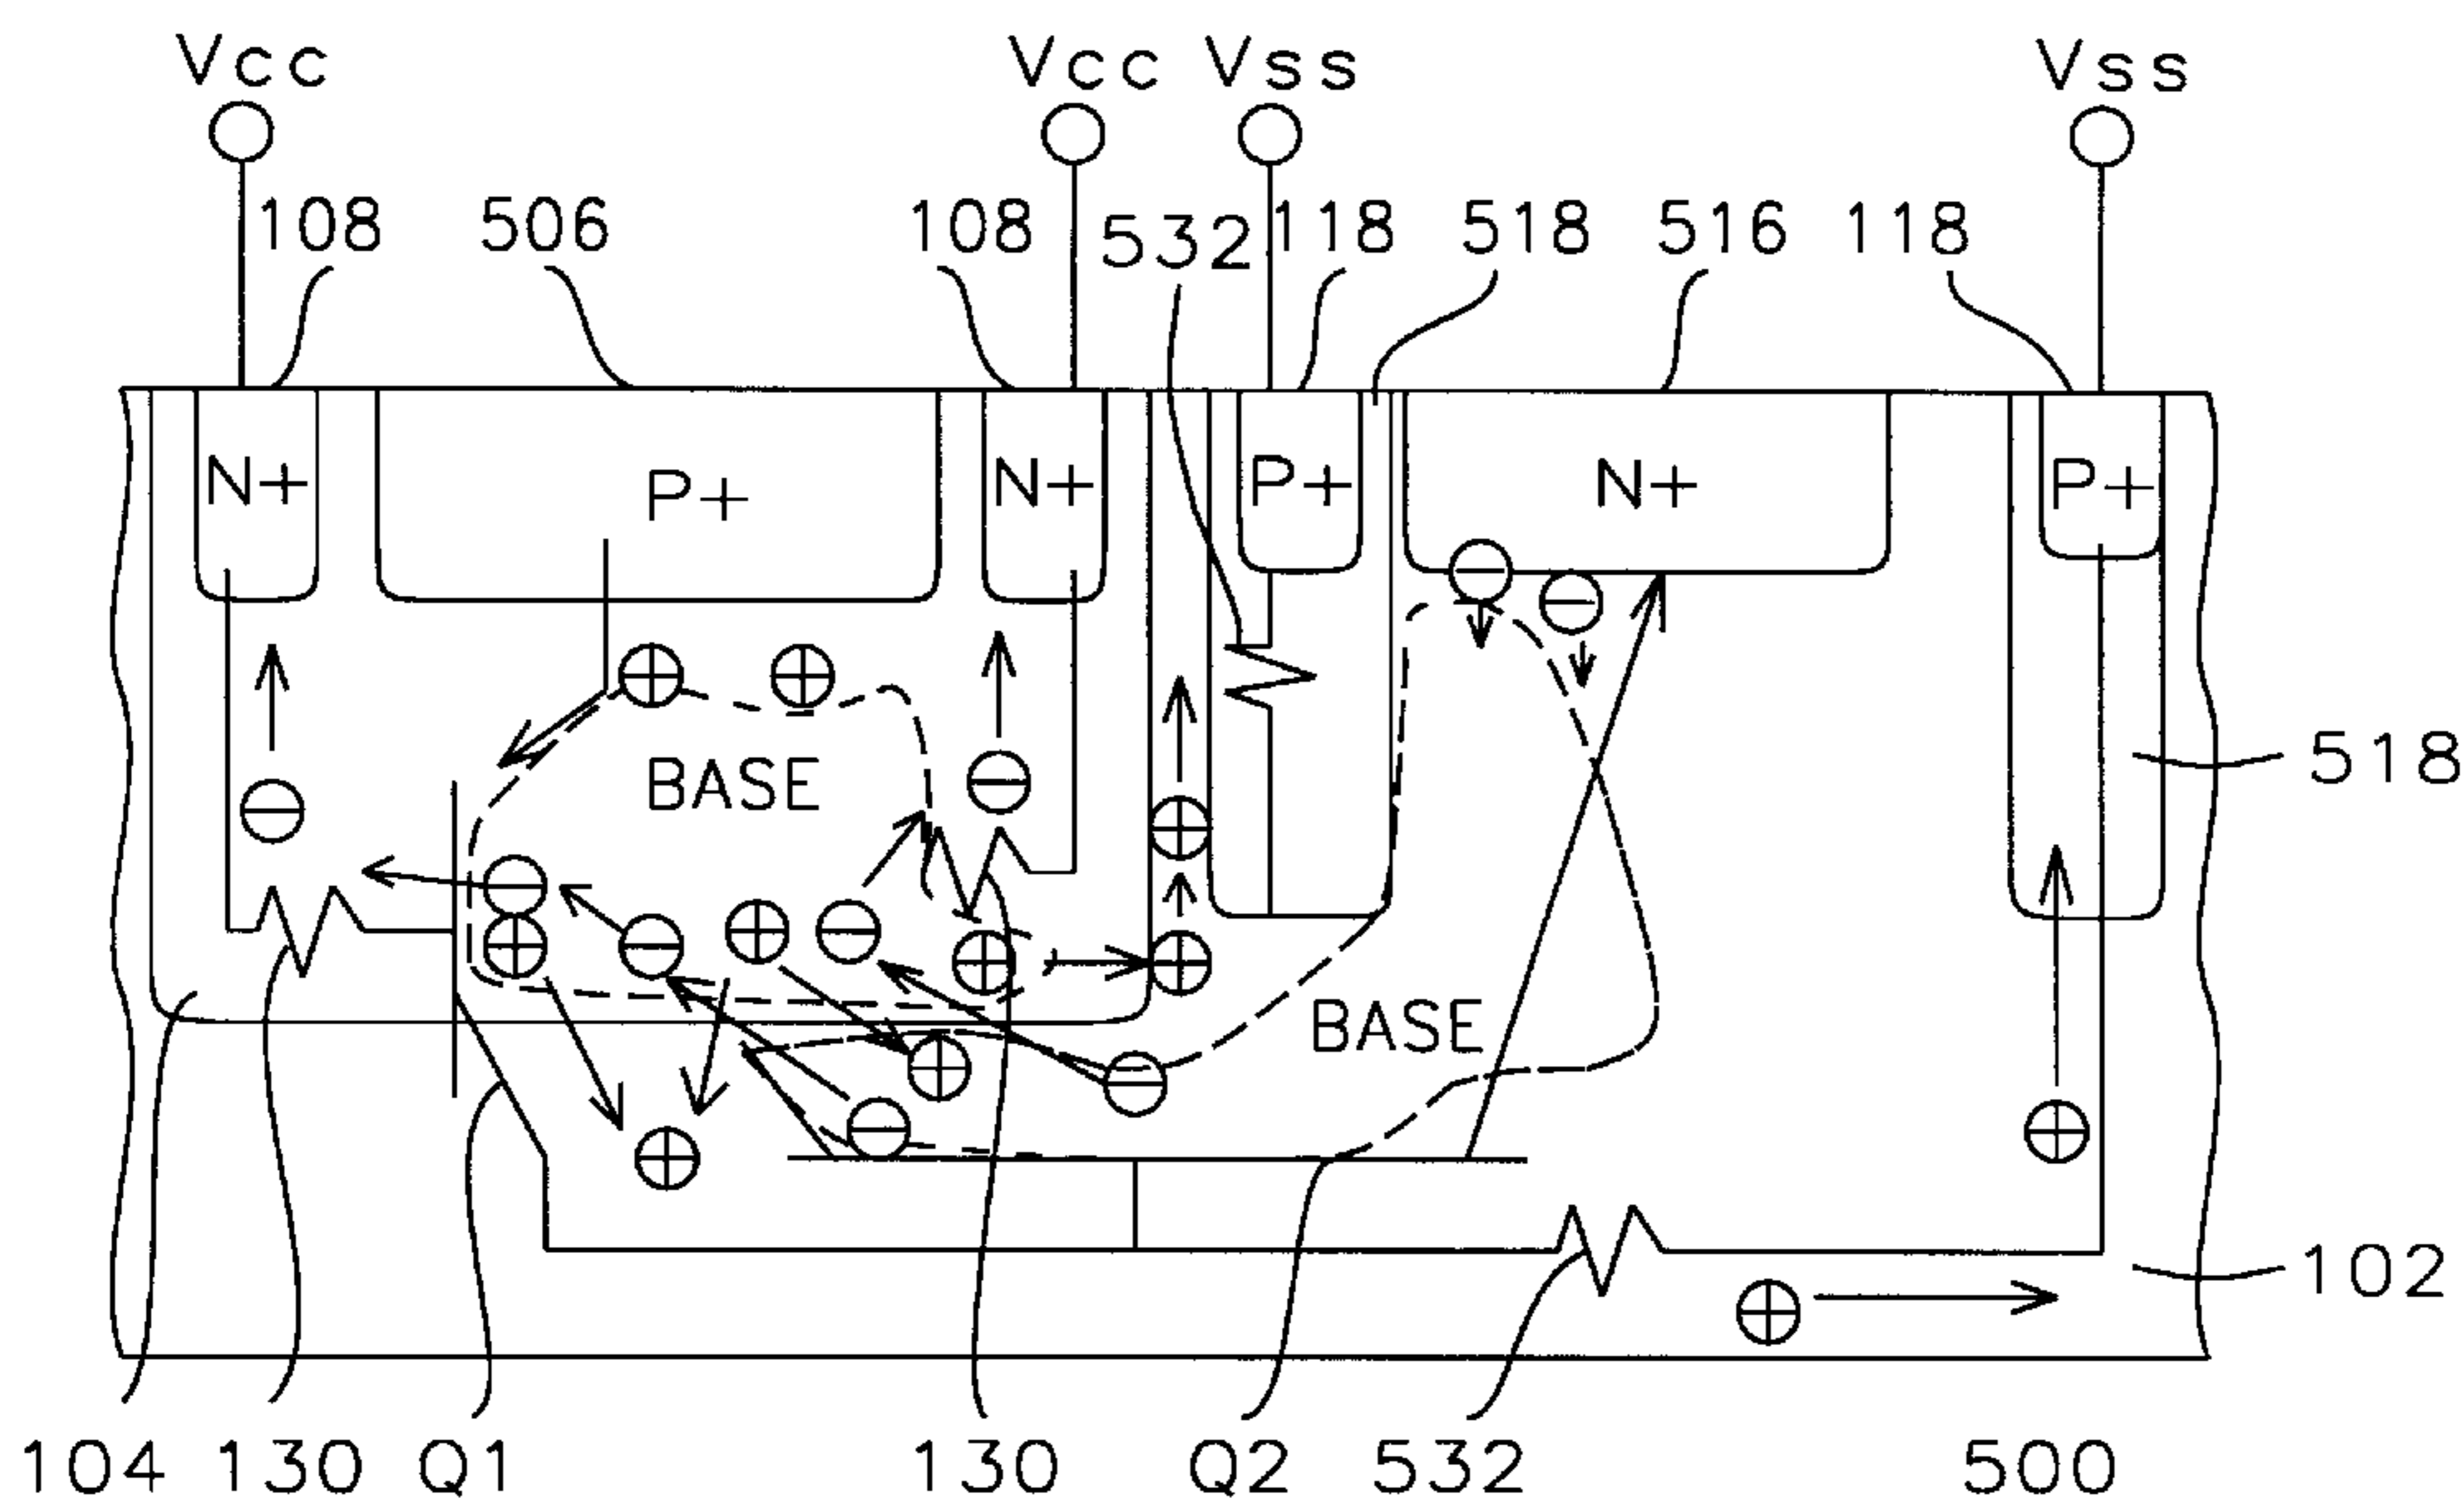 Vcc Vcc Vss Vss
108 506 108 532 118 518 516 118
N+ P+ N+ P+ N+ P+
BASE
518
BASE
102
104 130 Q1 130 Q2 532 500